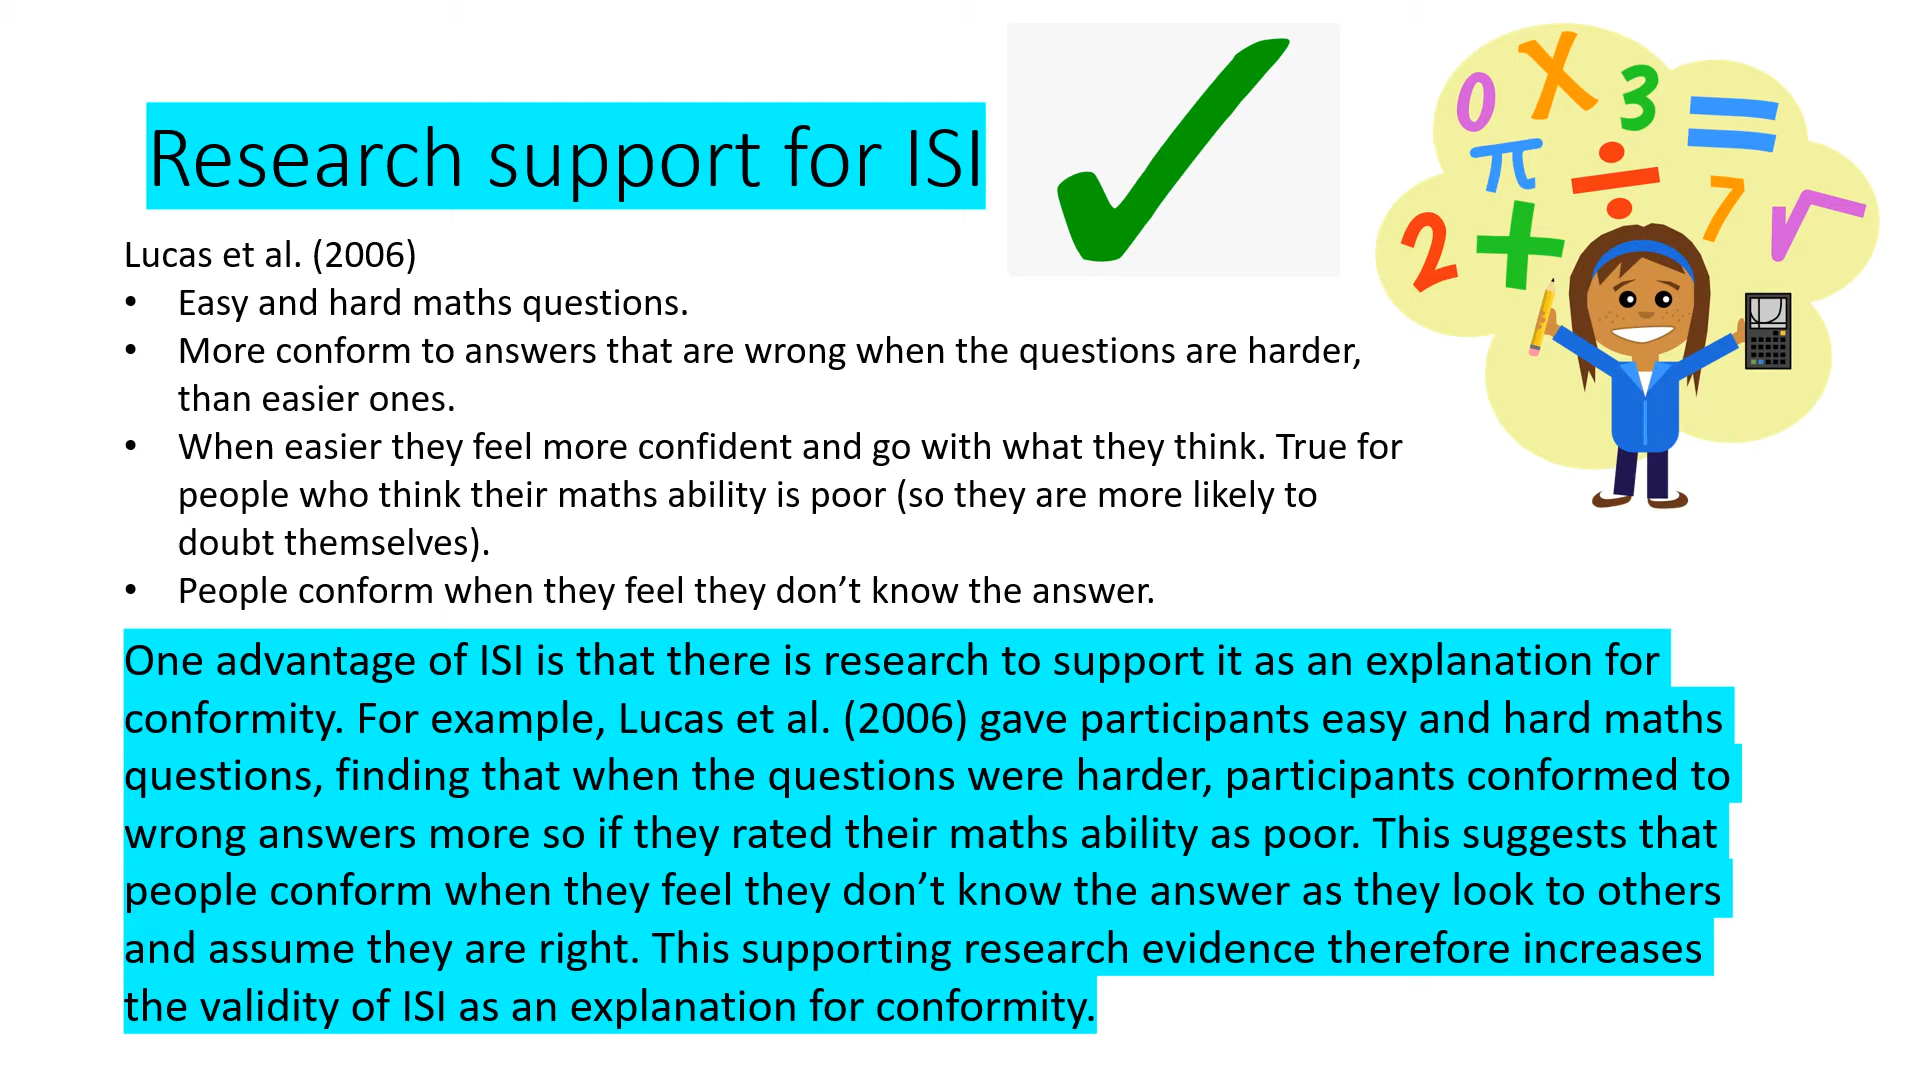 Research support for ISI
0 X 3 =
π ÷ 7 √
2 +
Lucas et al. (2006)
• Easy and hard maths questions.
• More conform to answers that are wrong when the questions are harder,
than easier ones.
• When easier they feel more confident and go with what they think. True for
people who think their maths ability is poor (so they are more likely to
doubt themselves).
• People conform when they feel they don’t know the answer.
One advantage of ISI is that there is research to support it as an explanation for
conformity. For example, Lucas et al. (2006) gave participants easy and hard maths
questions, finding that when the questions were harder, participants conformed to
wrong answers more so if they rated their maths ability as poor. This suggests that
people conform when they feel they don’t know the answer as they look to others
and assume they are right. This supporting research evidence therefore increases
the validity of ISI as an explanation for conformity.